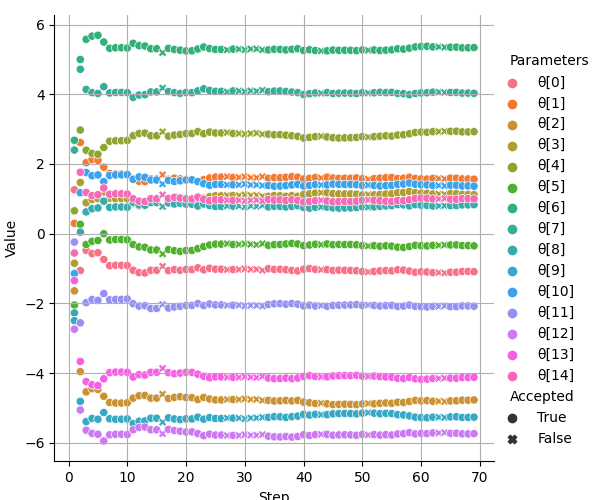 6
4
2
0
−2
−4
−6
Value
0
10
20
30
40
50
60
70
Step
Parameters
θ[0]
θ[1]
θ[2]
θ[3]
θ[4]
θ[5]
θ[6]
θ[7]
θ[8]
θ[9]
θ[10]
θ[11]
θ[12]
θ[13]
θ[14]
Accepted
True
False